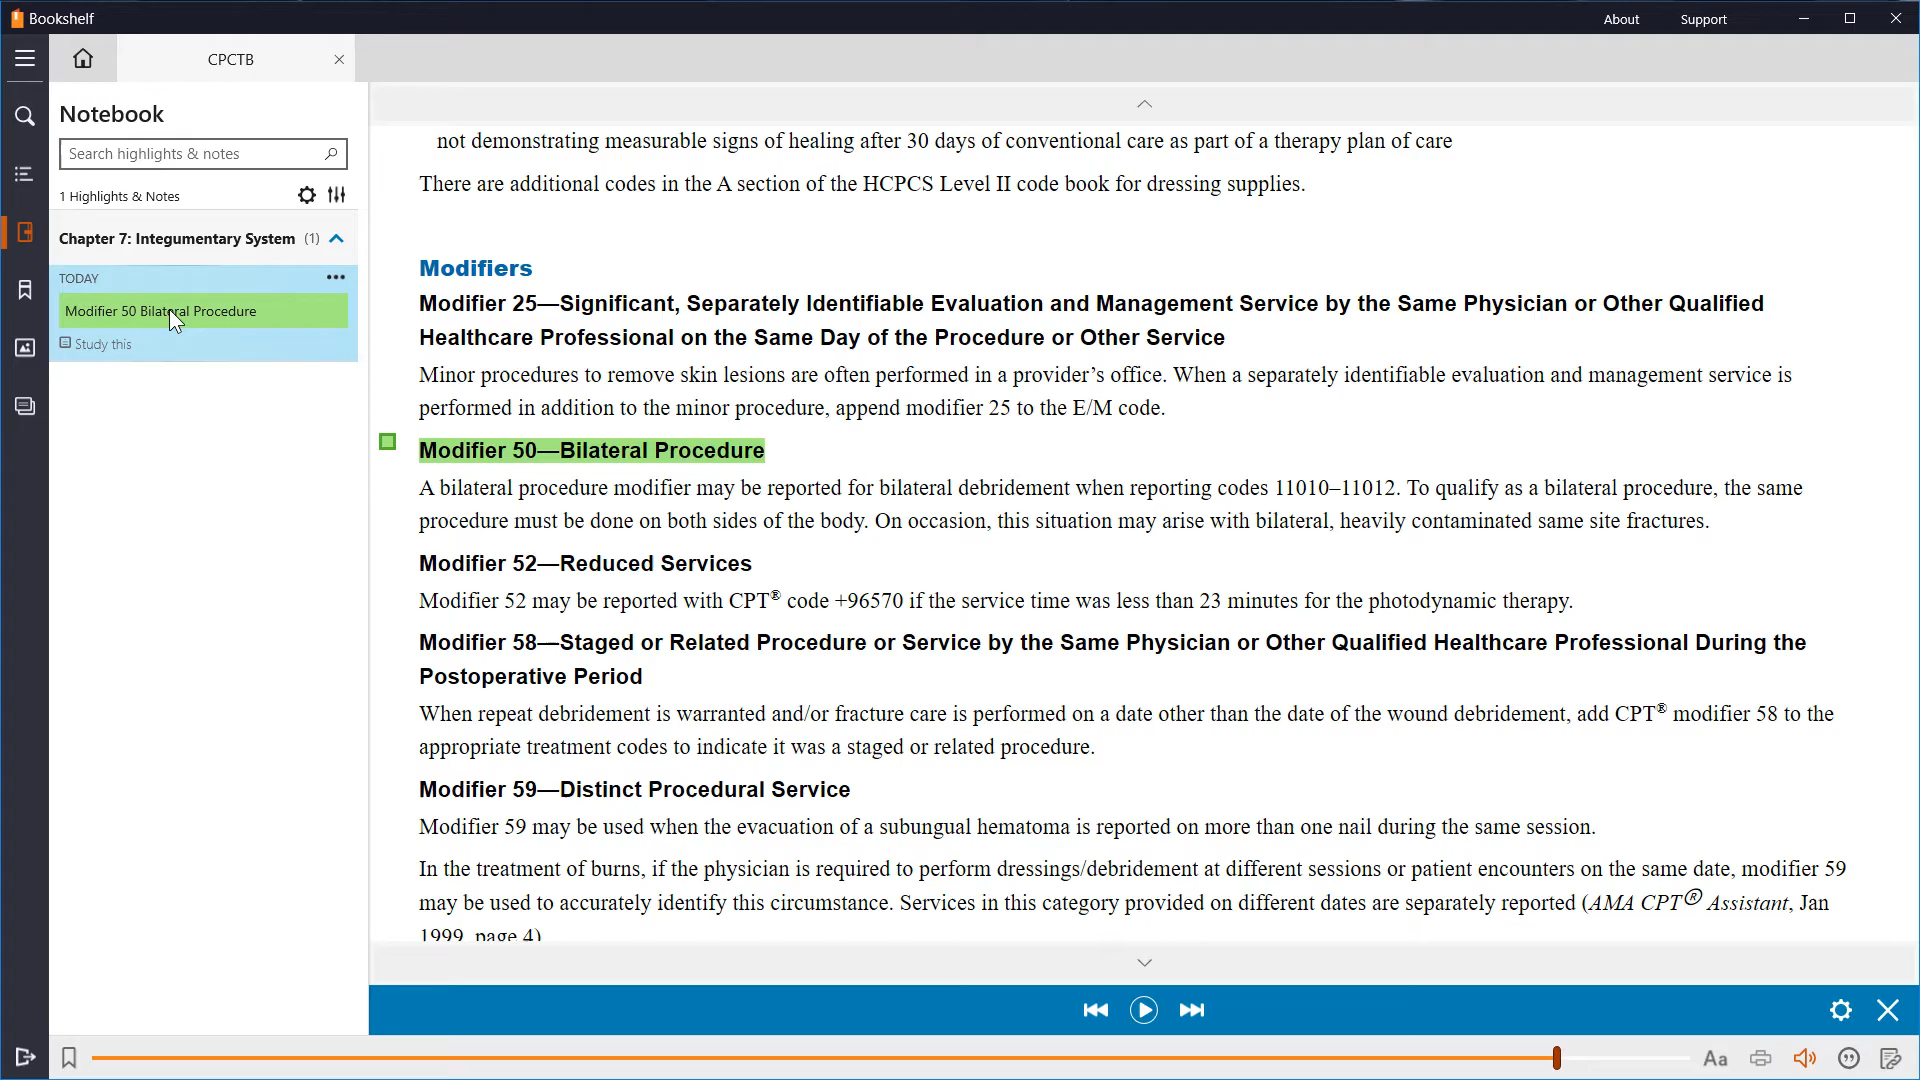 Bookshelf
About
Support
CPCTB
Notebook
Search highlights & notes
1 Highlights & Notes
Chapter 7: Integumentary System (1)
TODAY
Modifier 50 Bilateral Procedure
Study this
not demonstrating measurable signs of healing after 30 days of conventional care as part of a therapy plan of care
There are additional codes in the A section of the HCPCS Level II code book for dressing supplies.
Modifiers
Modifier 25—Significant, Separately Identifiable Evaluation and Management Service by the Same Physician or Other Qualified
Healthcare Professional on the Same Day of the Procedure or Other Service
Minor procedures to remove skin lesions are often performed in a provider’s office. When a separately identifiable evaluation and management service is
performed in addition to the minor procedure, append modifier 25 to the E/M code.
Modifier 50—Bilateral Procedure
A bilateral procedure modifier may be reported for bilateral debridement when reporting codes 11010–11012. To qualify as a bilateral procedure, the same
procedure must be done on both sides of the body. On occasion, this situation may arise with bilateral, heavily contaminated same site fractures.
Modifier 52—Reduced Services
Modifier 52 may be reported with CPT® code +96570 if the service time was less than 23 minutes for the photodynamic therapy.
Modifier 58—Staged or Related Procedure or Service by the Same Physician or Other Qualified Healthcare Professional During the
Postoperative Period
When repeat debridement is warranted and/or fracture care is performed on a date other than the date of the wound debridement, add CPT® modifier 58 to the
appropriate treatment codes to indicate it was a staged or related procedure.
Modifier 59—Distinct Procedural Service
Modifier 59 may be used when the evacuation of a subungual hematoma is reported on more than one nail during the same session.
In the treatment of burns, if the physician is required to perform dressings/debridement at different sessions or patient encounters on the same date, modifier 59
may be used to accurately identify this circumstance. Services in this category provided on different dates are separately reported (AMA CPT® Assistant, Jan
1999, page 4)
Aa